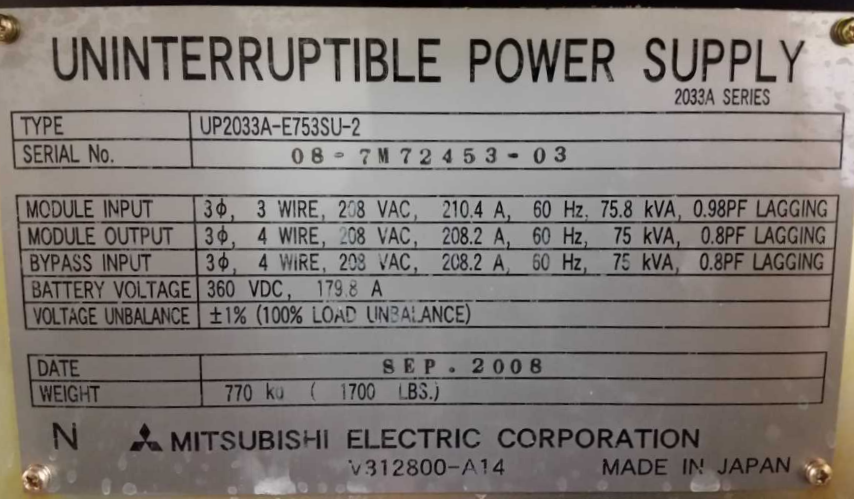 UNINTERRUPTIBLE POWER SUPPLY
2033A SERIES
TYPE UP2033A-E753SU-2
SERIAL No. 08-7M72453-03
MODULE INPUT 3ϕ, 3 WIRE, 208 VAC, 210.4 A, 60 Hz, 75.8 kVA, 0.98PF LAGGING
MODULE OUTPUT 3ϕ, 4 WIRE, 208 VAC, 208.2 A, 60 Hz, 75 kVA, 0.8PF LAGGING
BYPASS INPUT 3ϕ, 4 WIRE, 208 VAC, 208.2 A, 60 Hz, 75 kVA, 0.8PF LAGGING
BATTERY VOLTAGE 360 VDC, 179.8 A
VOLTAGE UNBALANCE ±1% (100% LOAD UNBALANCE)
DATE SEP. 2008
WEIGHT 770 kg ( 1700 LBS.)
N MITSUBISHI ELECTRIC CORPORATION
V312800-A14 MADE IN JAPAN